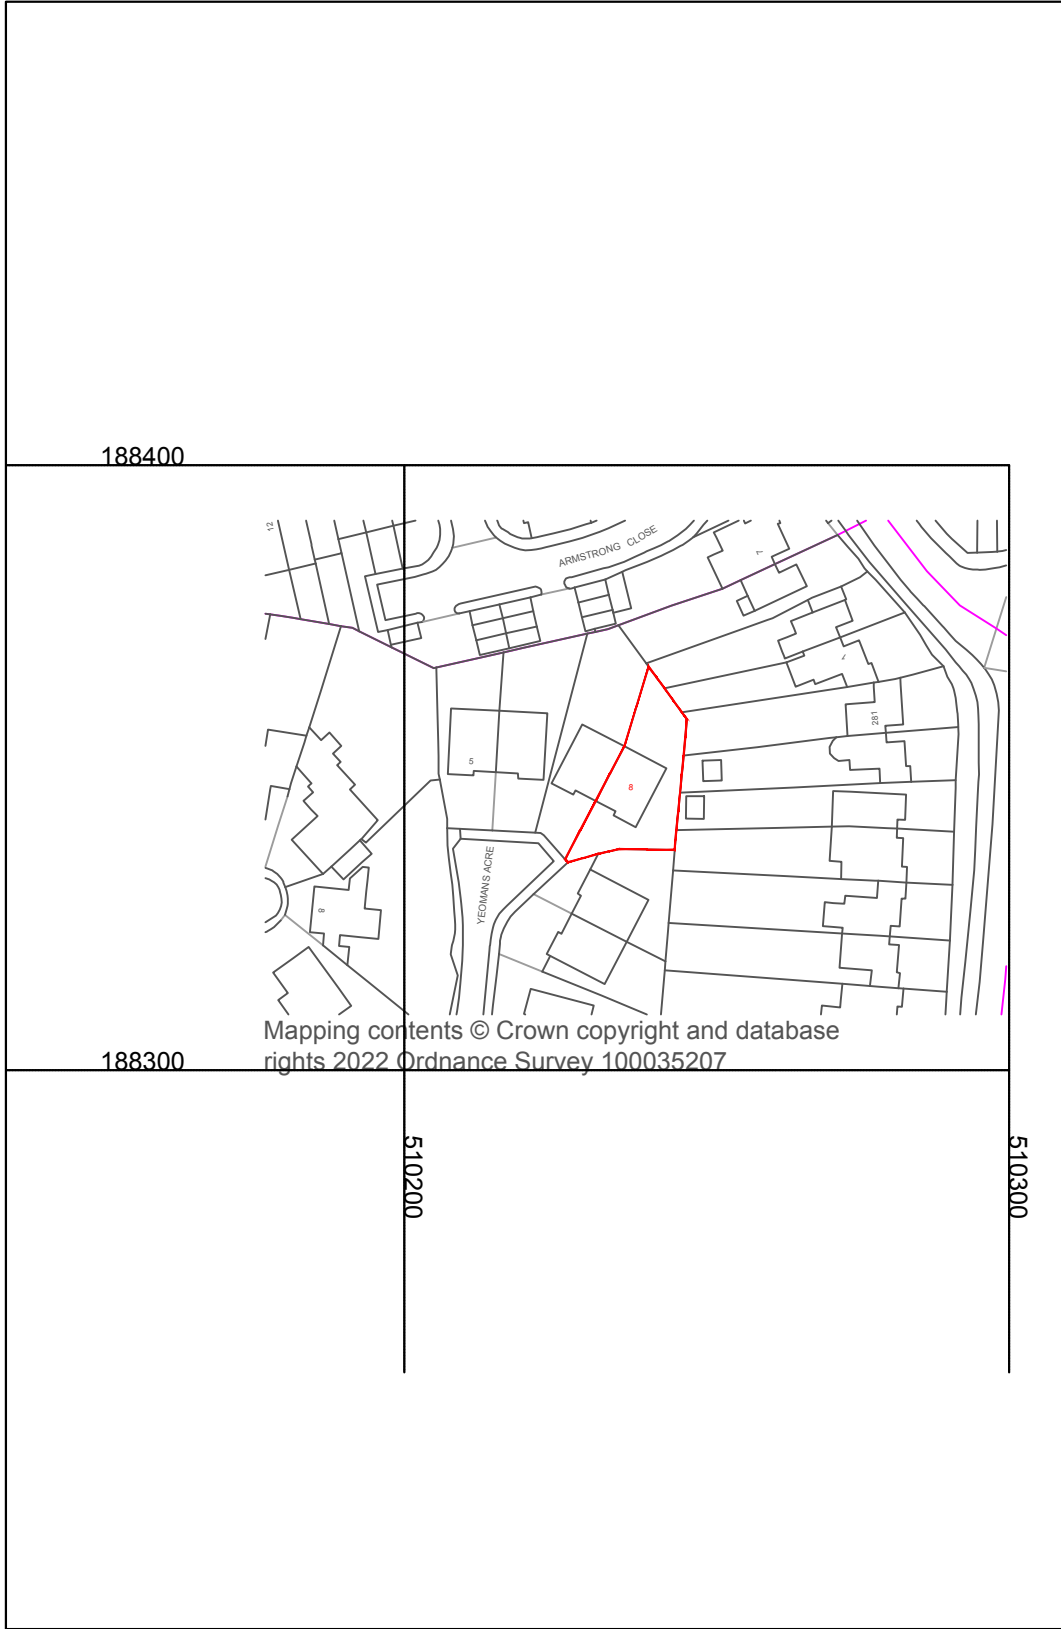 188400
12
ARMSTRONG CLOSE
7
1
281
5
8
YEOMANS ACRE
8
Mapping contents © Crown copyright and database
rights 2022 Ordnance Survey 100035207
188300
510200
510300